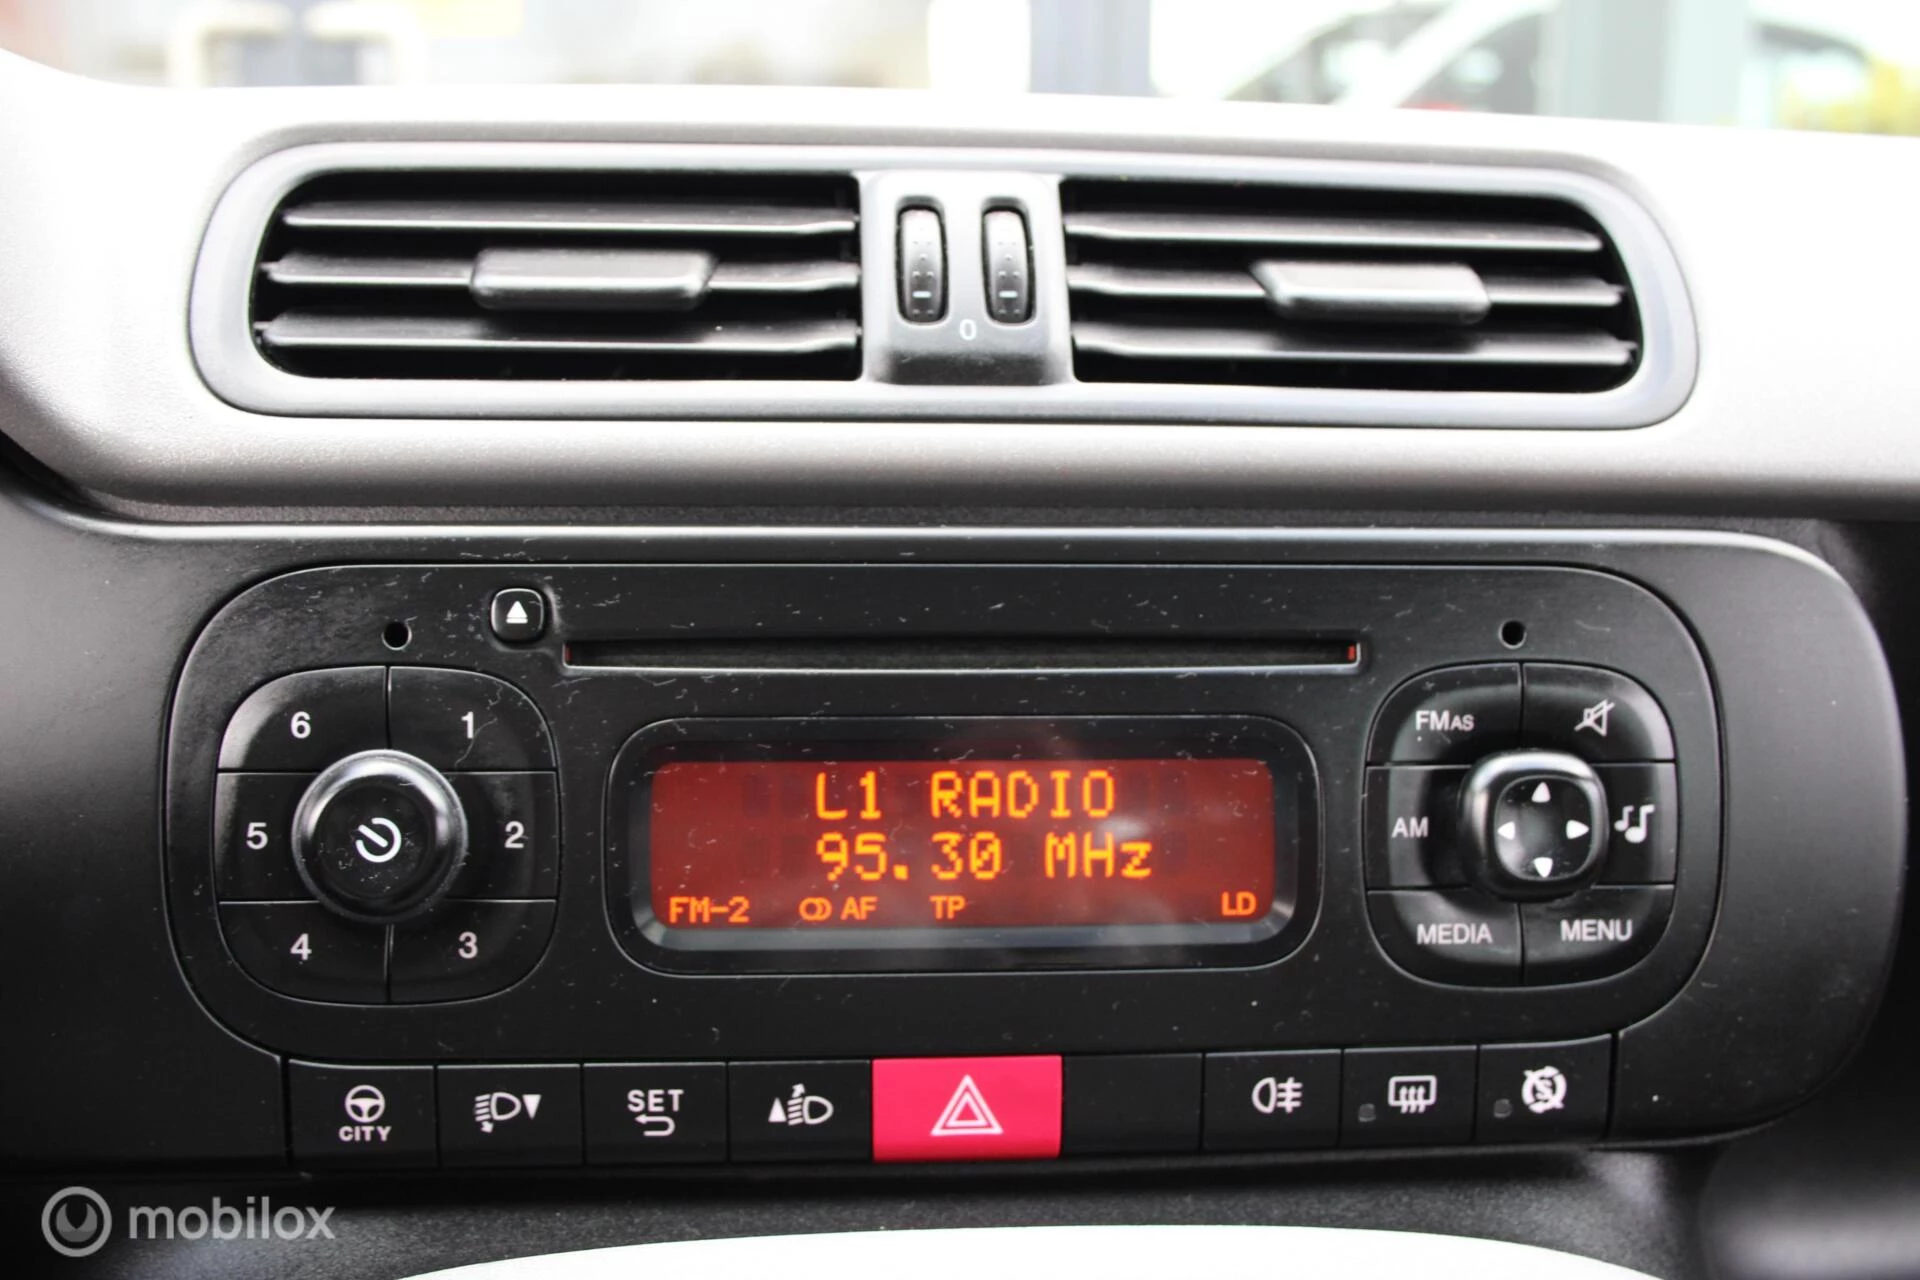 0
6 1
5 2
4 3
L1 RADIO
95.30 MHz
FM-2 AF TP LD
FMAS
AM
MEDIA MENU
CITY
SET
S
mobilox